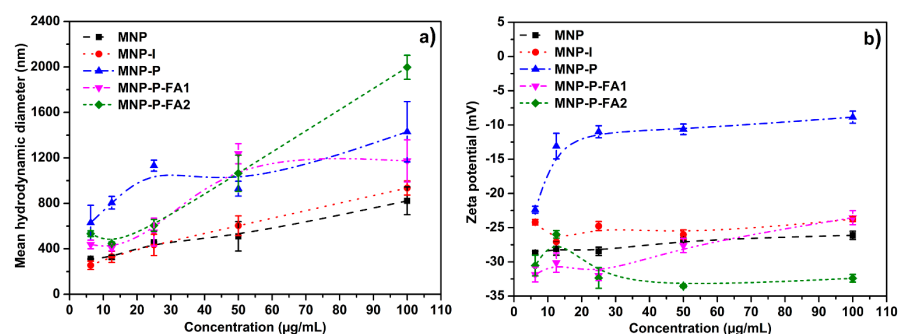 a)
2400
2000
1600
1200
800
400
0
Mean hydrodynamic diameter (nm)
MNP
MNP-I
MNP-P
MNP-P-FA1
MNP-P-FA2
0 10 20 30 40 50 60 70 80 90 100 110
Concentration (µg/mL)
b)
5
0
-5
-10
-15
-20
-25
-30
-35
Zeta potential (mV)
MNP
MNP-I
MNP-P
MNP-P-FA1
MNP-P-FA2
0 10 20 30 40 50 60 70 80 90 100 110
Concentration (µg/mL)